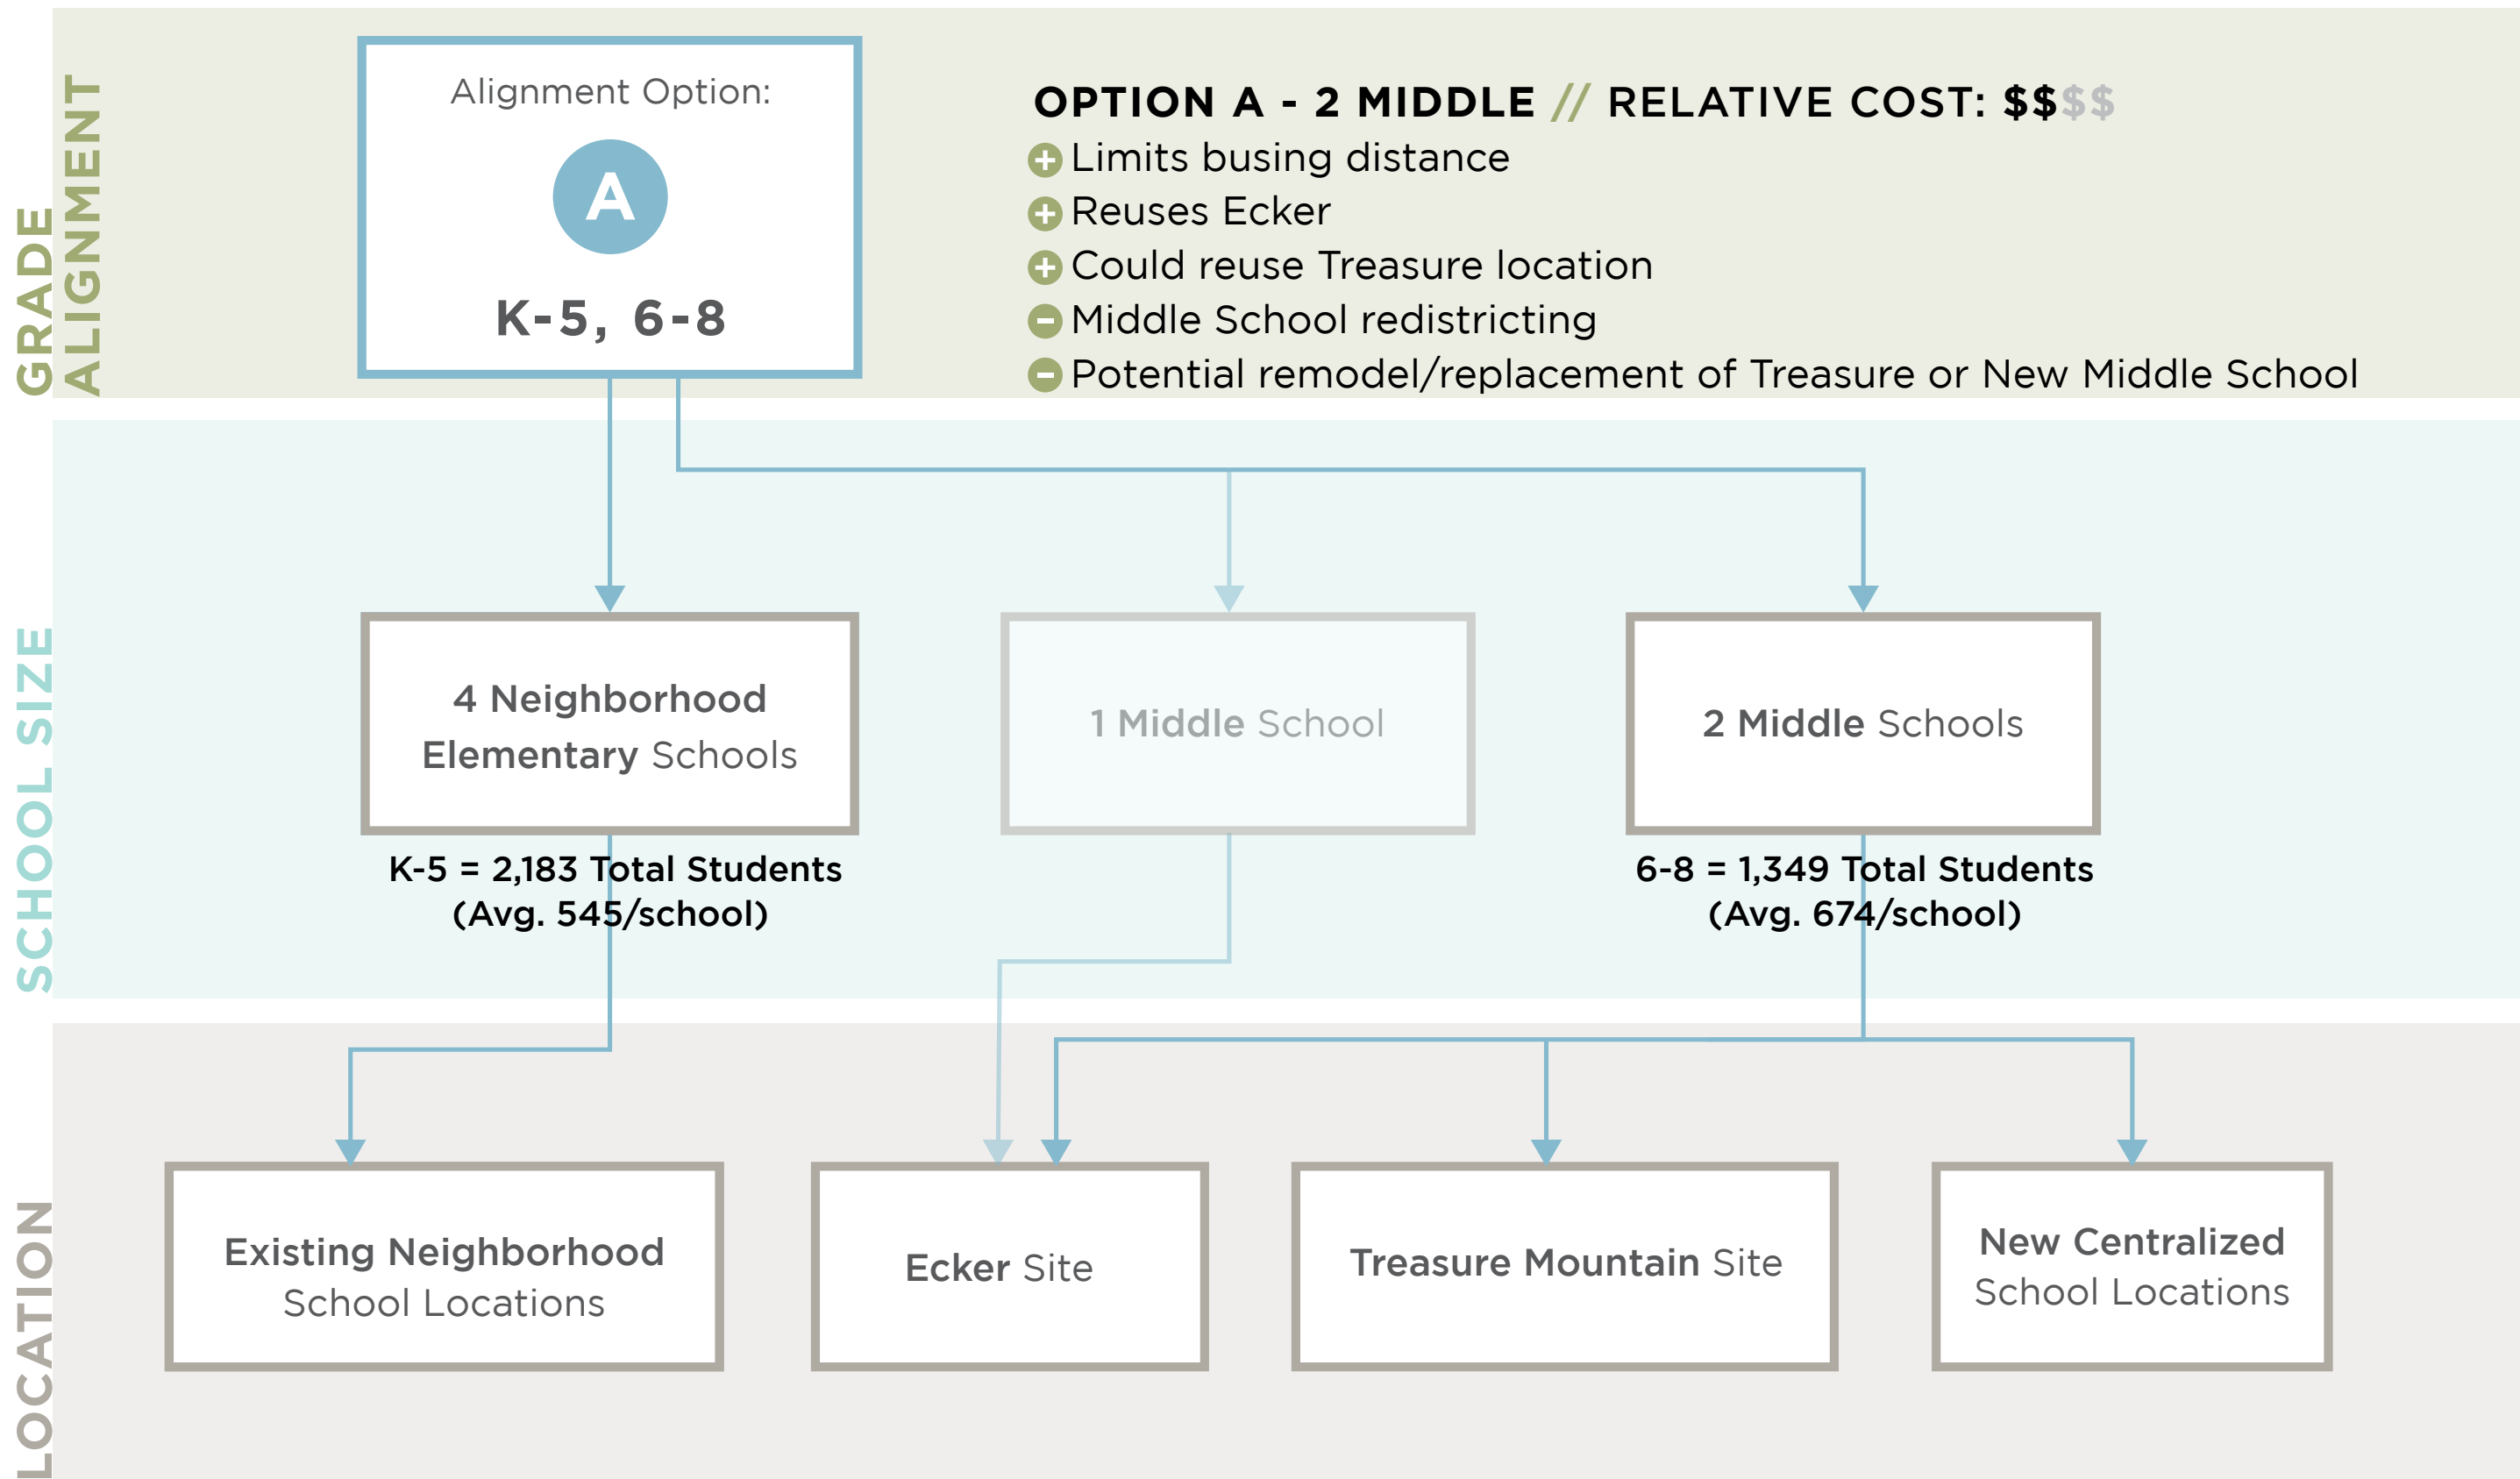 GRADE
ALIGNMENT
Alignment Option:
A
K-5, 6-8
OPTION A - 2 MIDDLE // RELATIVE COST: $$$$
+ Limits busing distance
+ Reuses Ecker
+ Could reuse Treasure location
- Middle School redistricting
- Potential remodel/replacement of Treasure or New Middle School
SCHOOL SIZE
4 Neighborhood
Elementary Schools
1 Middle School
2 Middle Schools
K-5 = 2,183 Total Students
(Avg. 545/school)
6-8 = 1,349 Total Students
(Avg. 674/school)
LOCATION
Existing Neighborhood
School Locations
Ecker Site
Treasure Mountain Site
New Centralized
School Locations